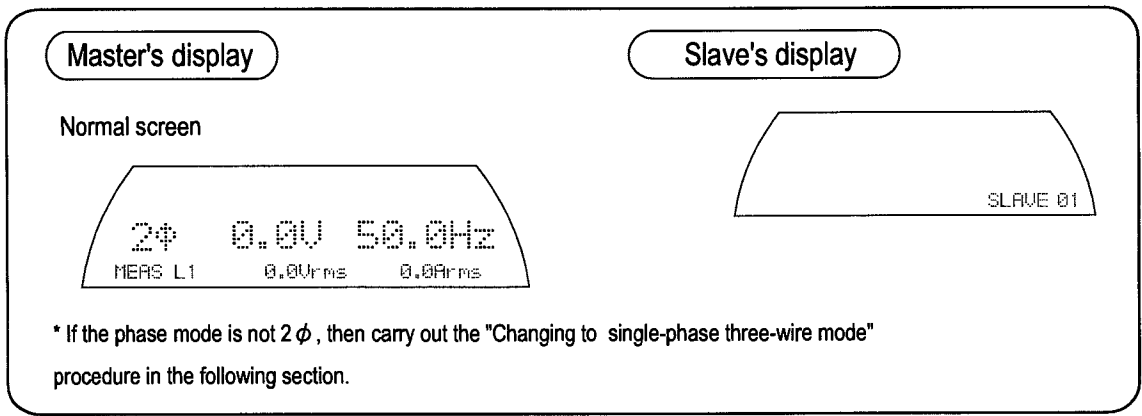 Master's display
Slave's display
Normal screen
SLAVE 01
2Φ 0.0V 50.0Hz
MEAS L1 0.0Vrms 0.0Arms
* If the phase mode is not 2 ϕ , then carry out the "Changing to single-phase three-wire mode"
procedure in the following section.